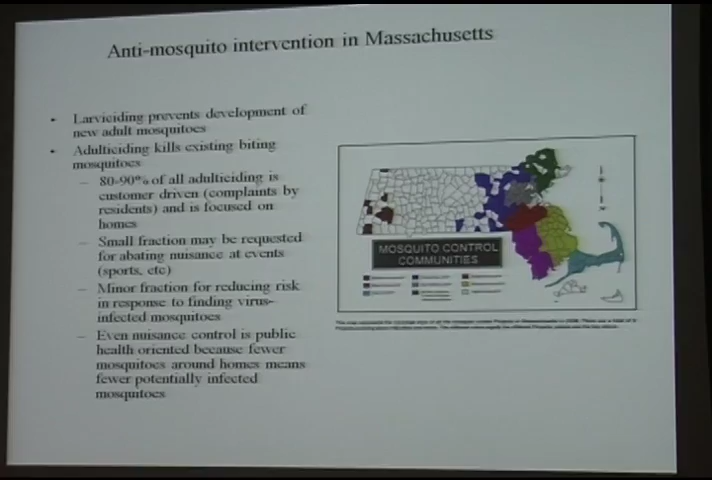 Anti-mosquito intervention in Massachusetts
• Larviciding prevents development of
new adult mosquitoes
• Adulticiding kills existing biting
mosquitoes
– 80-90% of all adulticiding is
customer driven (complaints by
residents) and is focused on
homes
– Small fraction may be requested
for abating nuisance at events
(sports, etc)
– Minor fraction for reducing risk
in response to finding virus-
infected mosquitoes
– Even nuisance control is public
health oriented because fewer
mosquitoes around homes means
fewer potentially infected
mosquitoes
MOSQUITO CONTROL
COMMUNITIES